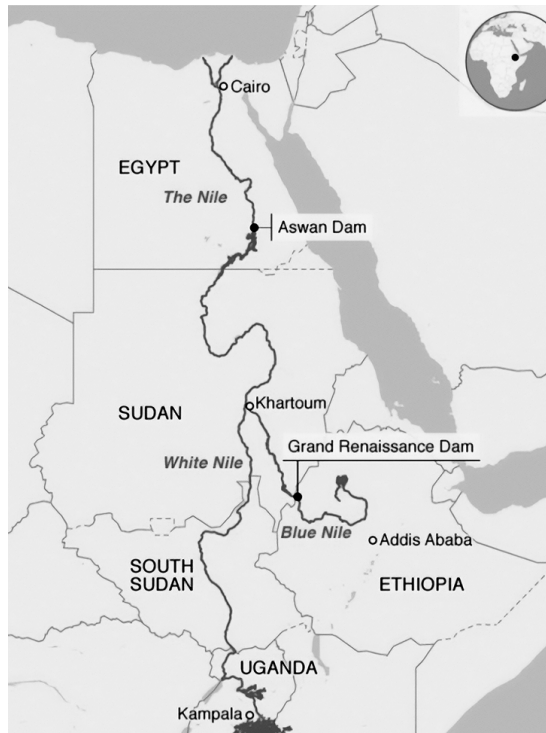 Cairo
EGYPT
The Nile
Aswan Dam
Khartoum
SUDAN
Grand Renaissance Dam
White Nile
Blue Nile
Addis Ababa
SOUTH
SUDAN
ETHIOPIA
UGANDA
Kampala